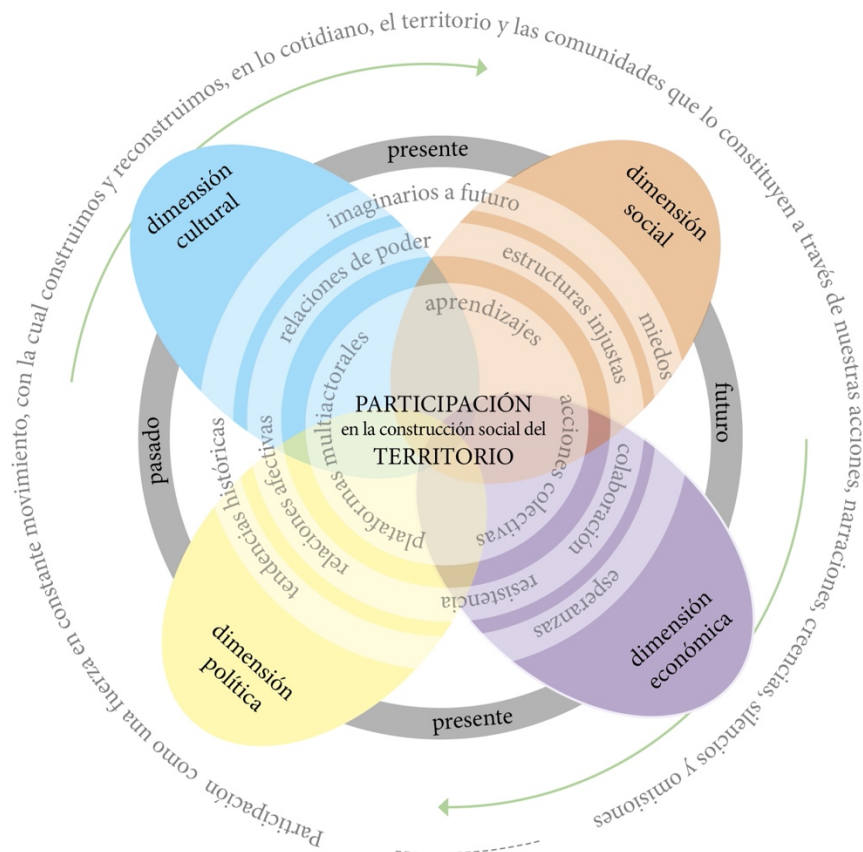 Participación como una fuerza en constante movimiento, con la cual construimos y reconstruimos, en lo cotidiano, el territorio y las comunidades que lo constituyen a través de nuestras acciones, narraciones, creencias, silencios y omisiones
presente
dimensión
cultural
dimensión
social
imaginarios a futuro
miedos
relaciones de poder
estructuras injustas
aprendizajes
pasado
futuro
PARTICIPACIÓN
en la construcción social del
TERRITORIO
plataformas multiactorales
acciones colectivas
relaciones afectivas
colaboración
resistencia
tendencias históricas
esperanzas
dimensión
política
dimensión
económica
presente